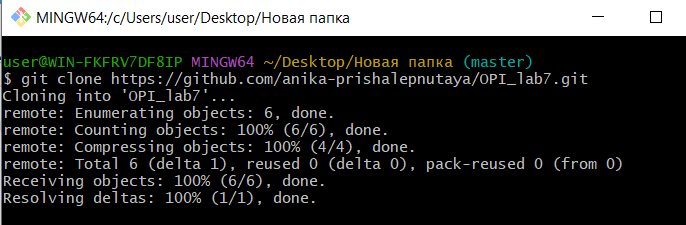 MINGW64:/c/Users/user/Desktop/Новая папка
user@WIN-FKFRV7DF8IP MINGW64 ~/Desktop/Новая папка (master)
$ git clone https://github.com/anika-prishalepnutaya/OPI_lab7.git
Cloning into 'OPI_lab7'...
remote: Enumerating objects: 6, done.
remote: Counting objects: 100% (6/6), done.
remote: Compressing objects: 100% (4/4), done.
remote: Total 6 (delta 1), reused 0 (delta 0), pack-reused 0 (from 0)
Receiving objects: 100% (6/6), done.
Resolving deltas: 100% (1/1), done.